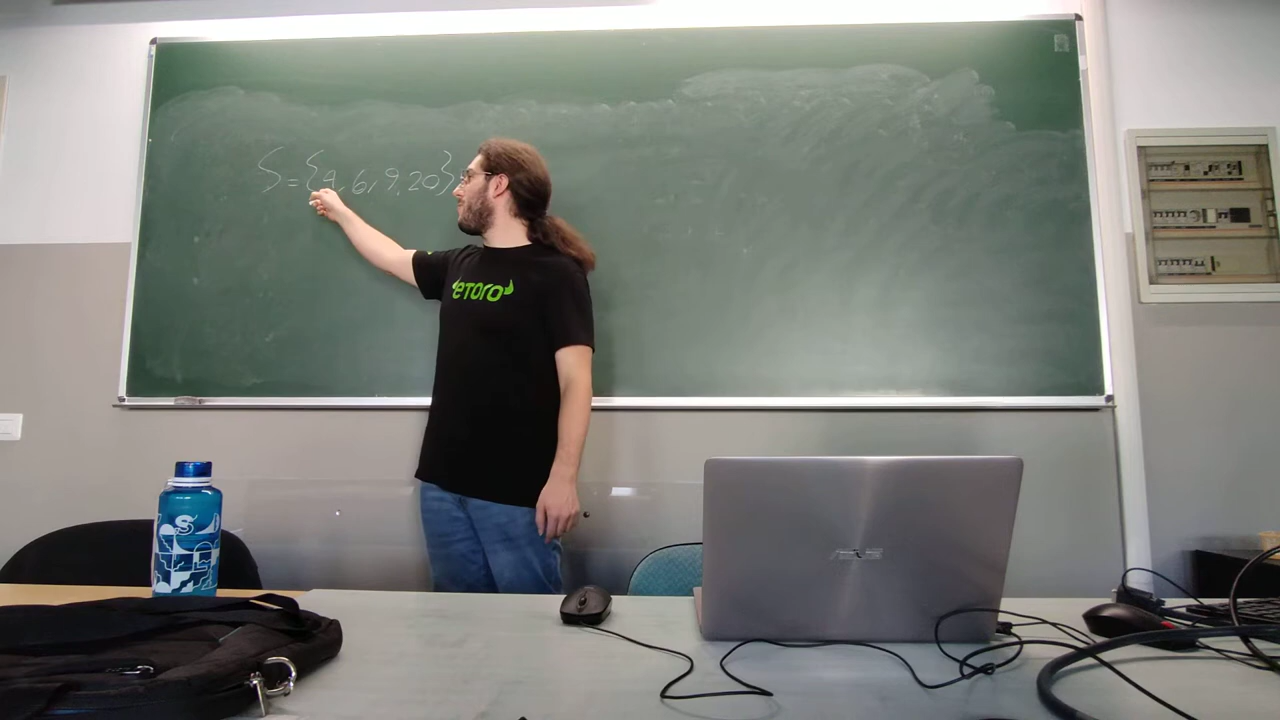 S = {4, 6, 9, 20}
eToro
ASUS